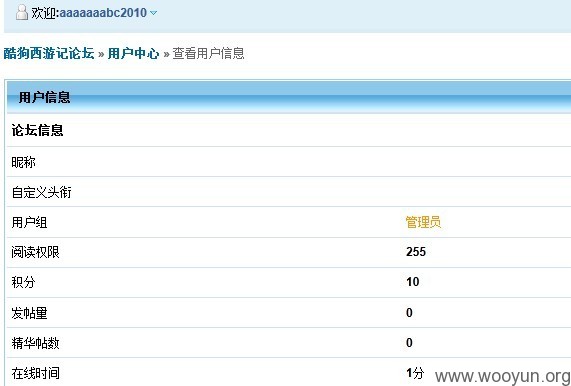 欢迎:aaaaaaabc2010
酷狗西游记论坛 » 用户中心 » 查看用户信息
用户信息
论坛信息
昵称
自定义头衔
用户组 管理员
阅读权限 255
积分 10
发帖量 0
精华帖数 0
在线时间 1分
www.wooyun.org